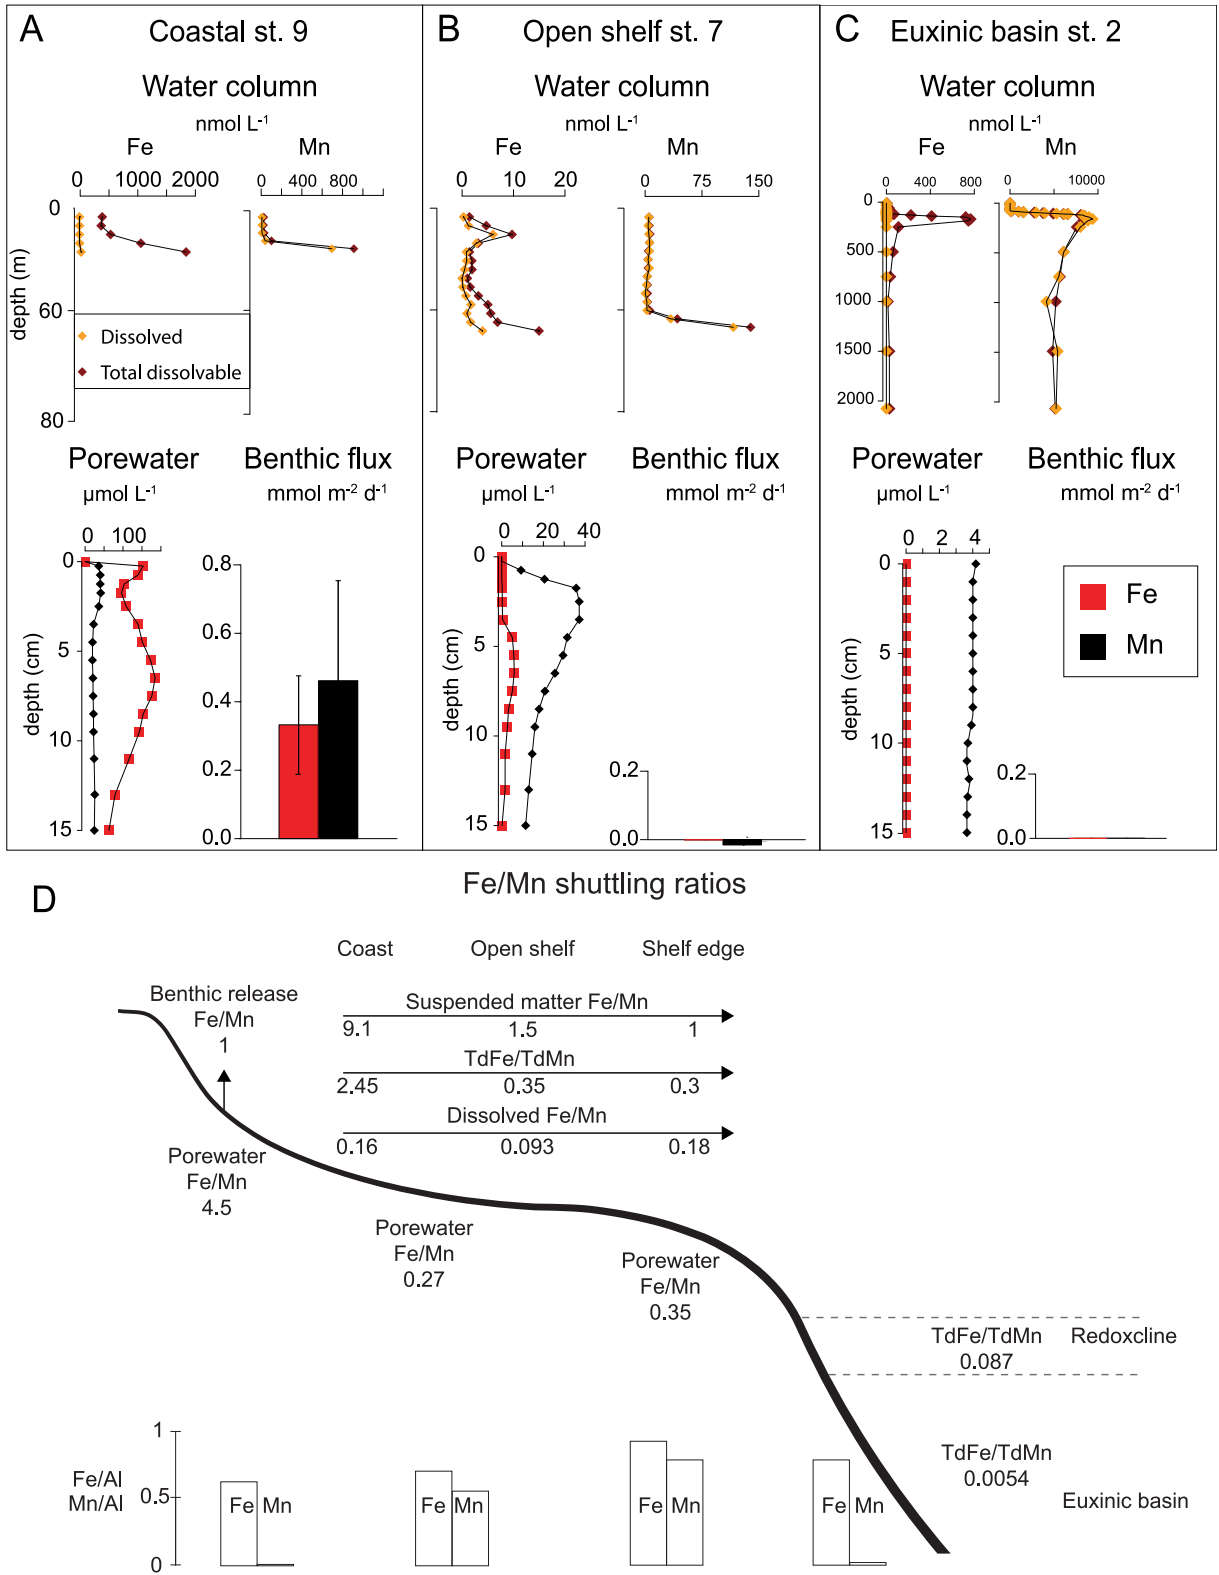 A
Coastal st. 9
Water column
nmol L⁻¹
Fe
Mn
0 1000 2000
0 400 800
0
60
80
depth (m)
Dissolved
Total dissolvable
Porewater
µmol L⁻¹
0 100
0
5
10
15
depth (cm)
Benthic flux
mmol m⁻² d⁻¹
0.8
0.6
0.4
0.2
0.0
B
Open shelf st. 7
Water column
nmol L⁻¹
Fe
Mn
0 10 20
0 75 150
Porewater
µmol L⁻¹
0 20 40
0
5
10
15
depth (cm)
Benthic flux
mmol m⁻² d⁻¹
0.2
0.0
C
Euxinic basin st. 2
Water column
nmol L⁻¹
Fe
Mn
0 400 800
0 10000
0
500
1000
1500
2000
depth (m)
Porewater
µmol L⁻¹
0 2 4
0
5
10
15
depth (cm)
Benthic flux
mmol m⁻² d⁻¹
0.2
0.0
Fe
Mn
D
Fe/Mn shuttling ratios
Coast Open shelf Shelf edge
Suspended matter Fe/Mn
9.1 1.5 1
TdFe/TdMn
2.45 0.35 0.3
Dissolved Fe/Mn
0.16 0.093 0.18
Benthic release
Fe/Mn
1
Porewater
Fe/Mn
4.5
Porewater
Fe/Mn
0.27
Porewater
Fe/Mn
0.35
TdFe/TdMn
0.087
Redoxcline
TdFe/TdMn
0.0054
Euxinic basin
Fe/Al
Mn/Al
1
0.5
0
Fe Mn
Fe Mn
Fe Mn
Fe Mn